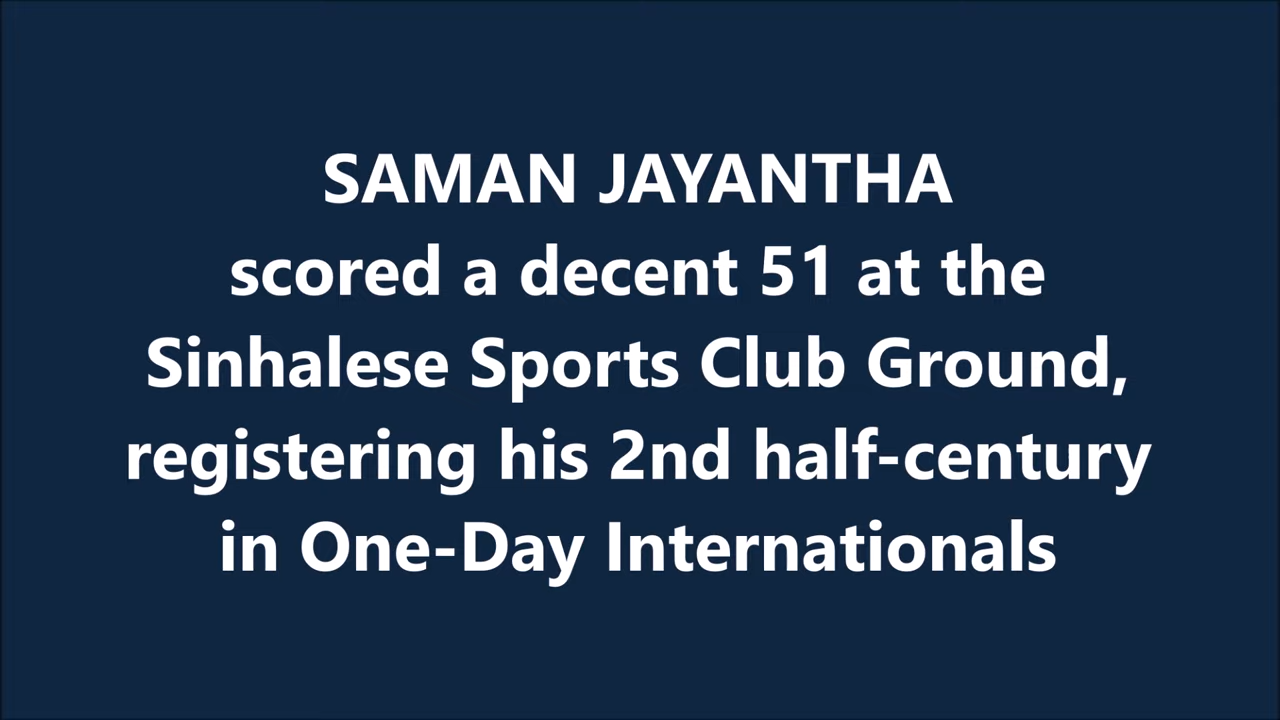 SAMAN JAYANTHA
scored a decent 51 at the
Sinhalese Sports Club Ground,
registering his 2nd half-century
in One-Day Internationals